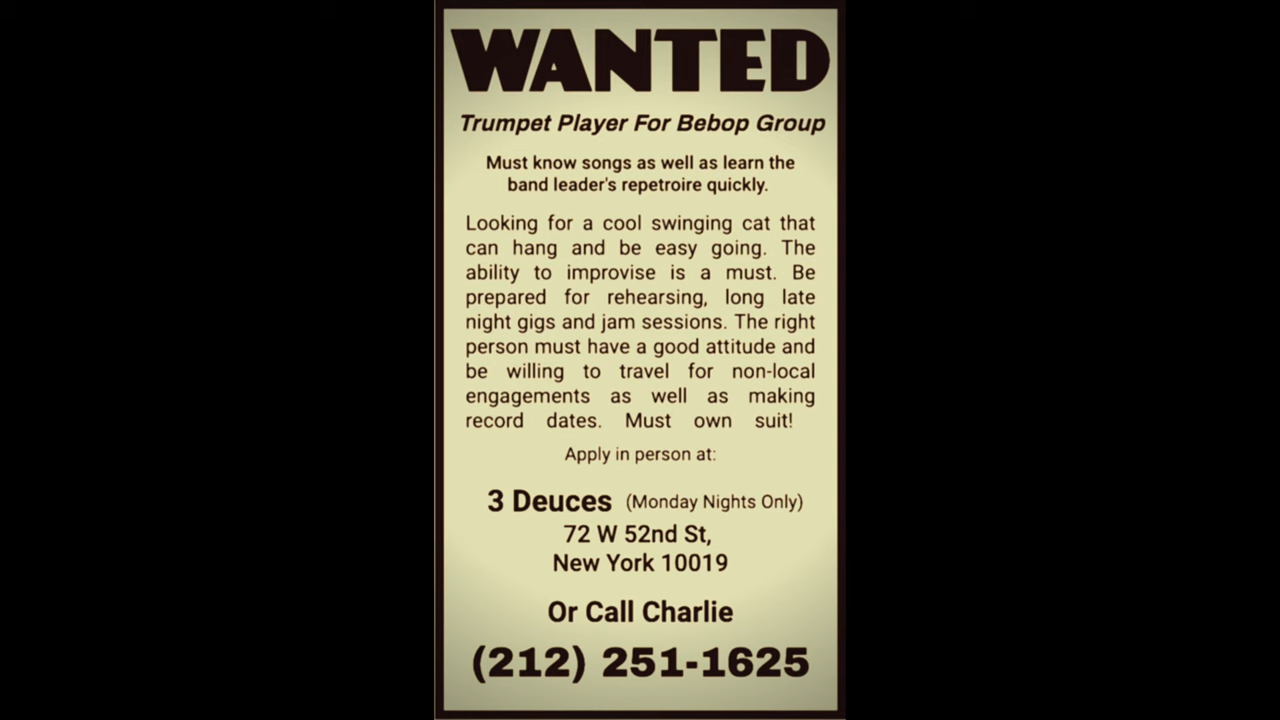 WANTED
Trumpet Player For Bebop Group
Must know songs as well as learn the
band leader's repetroire quickly.
Looking for a cool swinging cat that
can hang and be easy going. The
ability to improvise is a must. Be
prepared for rehearsing, long late
night gigs and jam sessions. The right
person must have a good attitude and
be willing to travel for non-local
engagements as well as making
record dates. Must own suit!
Apply in person at:
3 Deuces (Monday Nights Only)
72 W 52nd St,
New York 10019
Or Call Charlie
(212) 251-1625